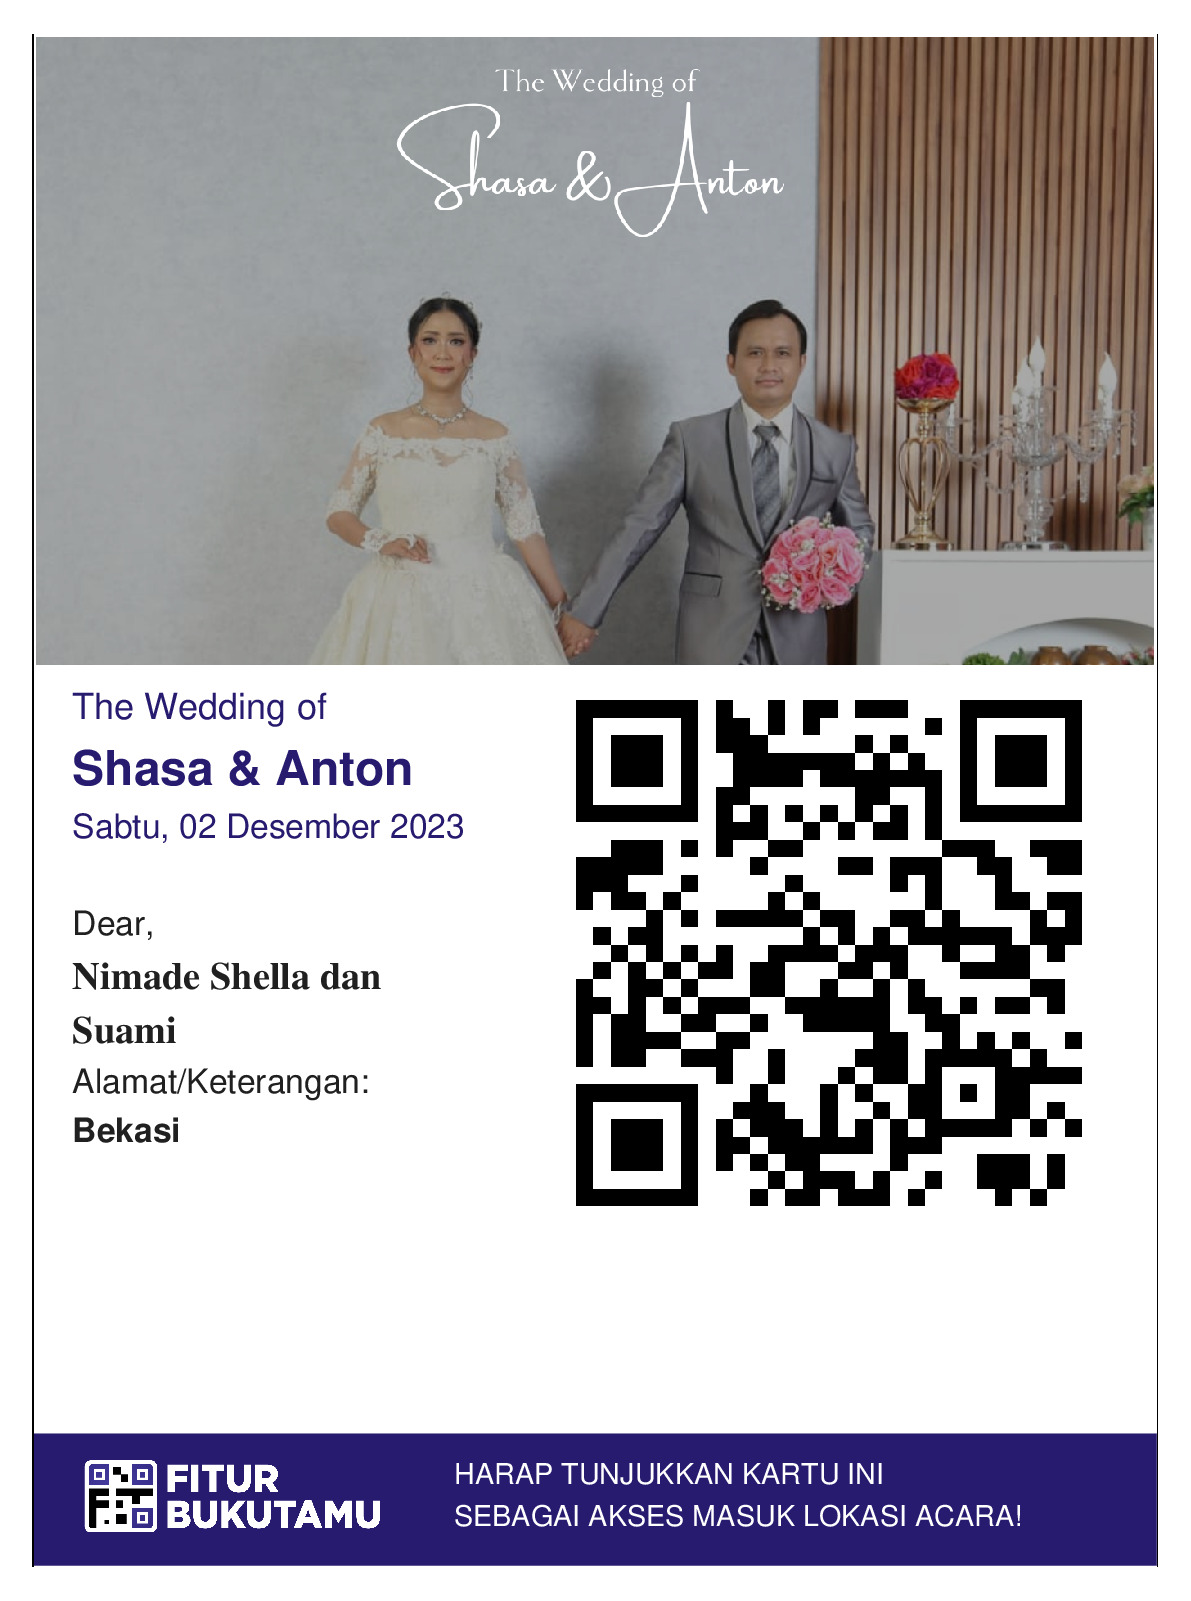 The Wedding of
Shasa & Anton
The Wedding of
Shasa & Anton
Sabtu, 02 Desember 2023
Dear,
Nimade Shella dan
Suami
Alamat/Keterangan:
Bekasi
FITUR
BUKUTAMU
HARAP TUNJUKKAN KARTU INI
SEBAGAI AKSES MASUK LOKASI ACARA!